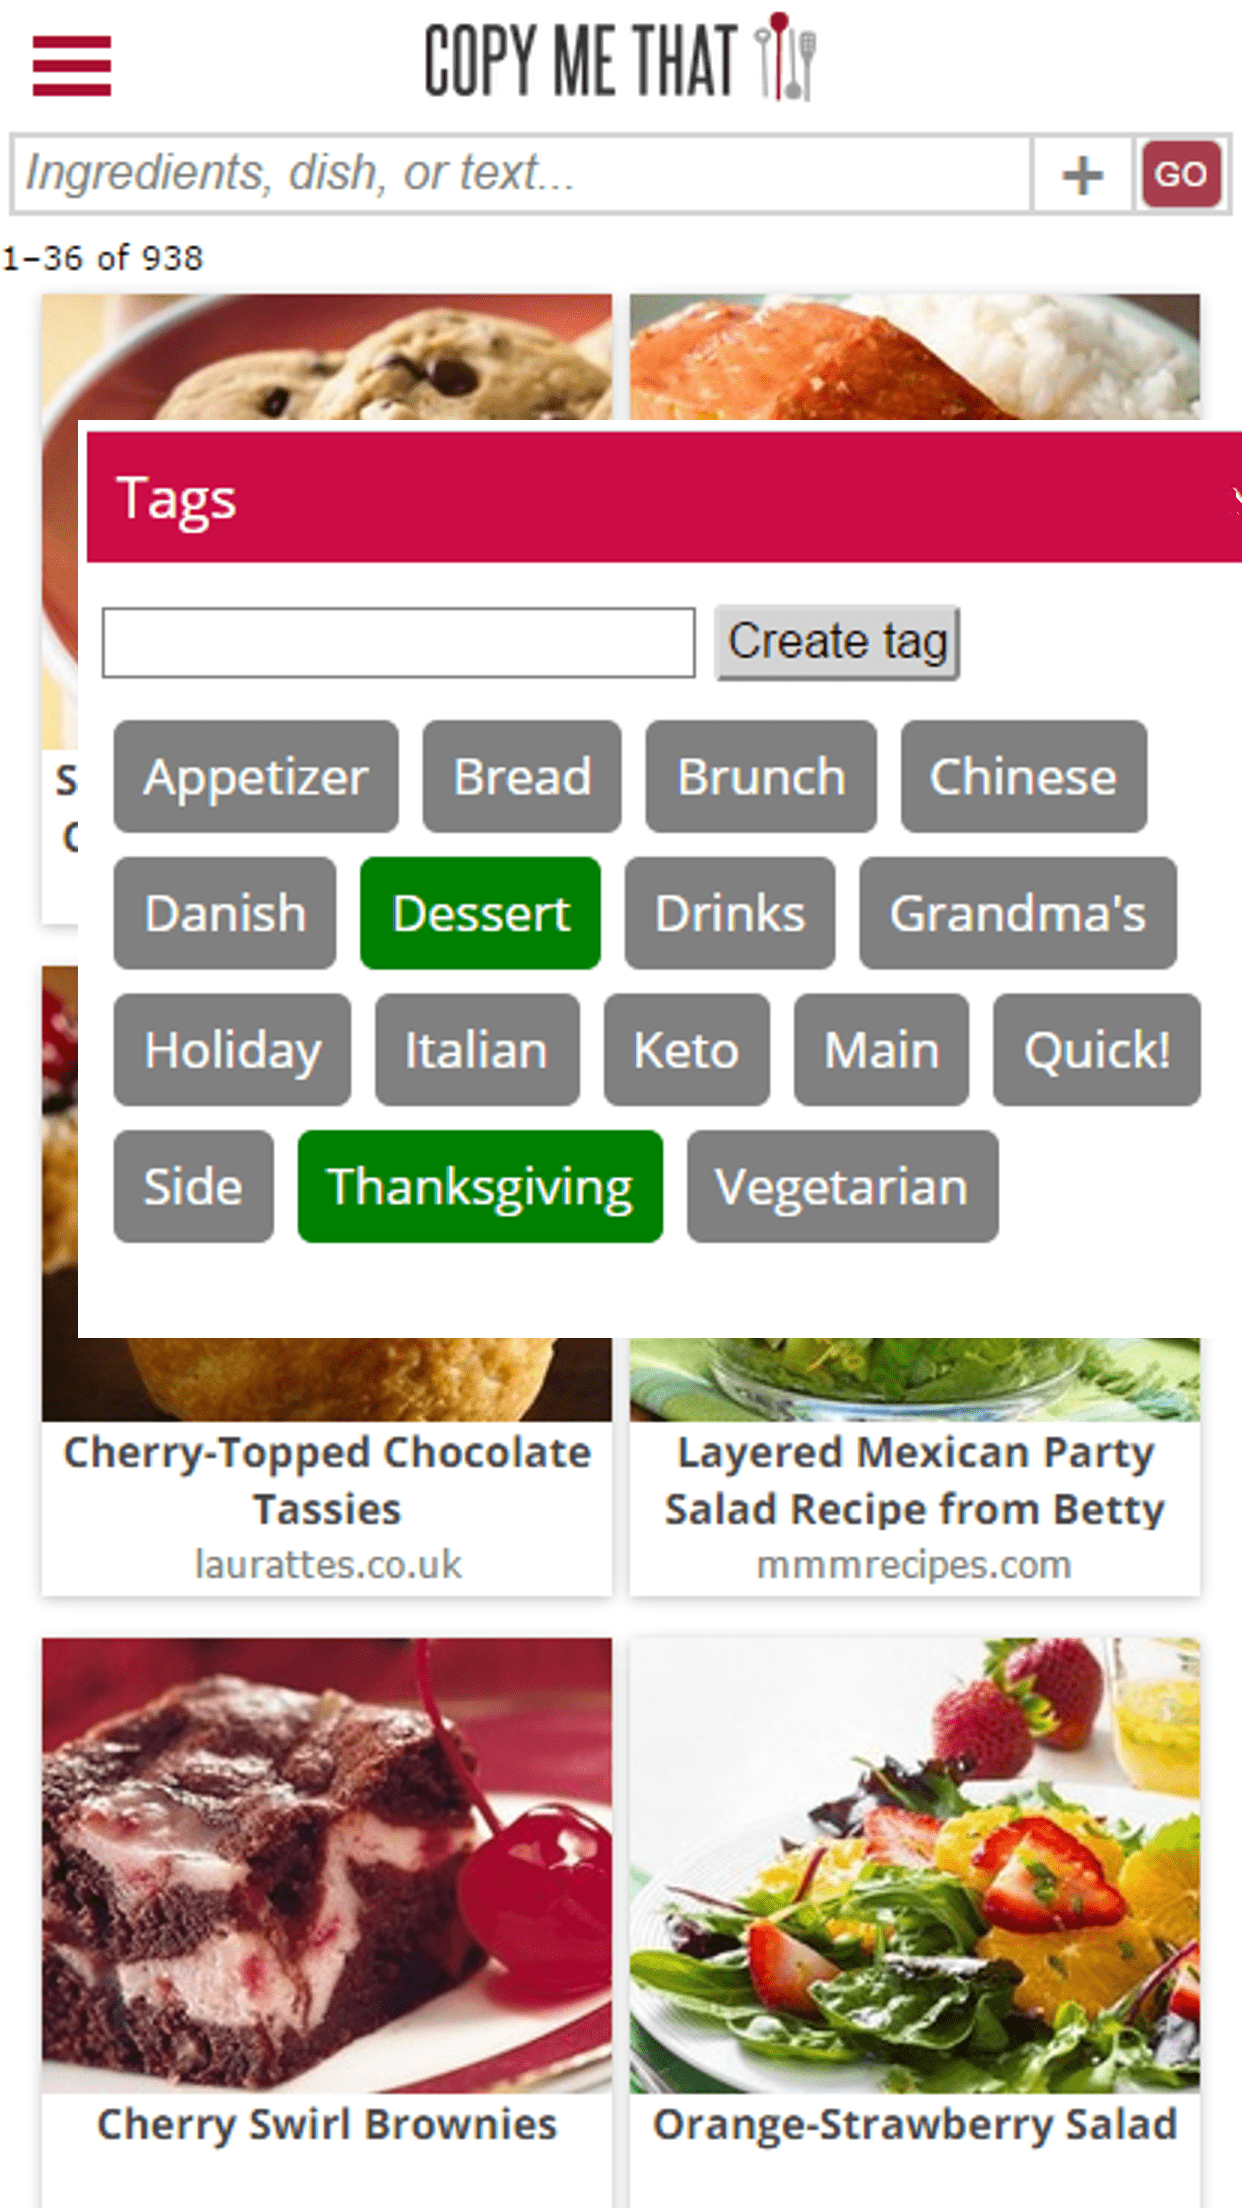 COPY ME THAT
Ingredients, dish, or text...
+
GO
1–36 of 938
Tags
Create tag
Appetizer Bread Brunch Chinese
Danish Dessert Drinks Grandma's
Holiday Italian Keto Main Quick!
Side Thanksgiving Vegetarian
Cherry-Topped Chocolate
Tassies
laurattes.co.uk
Layered Mexican Party
Salad Recipe from Betty
mmmrecipes.com
Cherry Swirl Brownies
Orange-Strawberry Salad